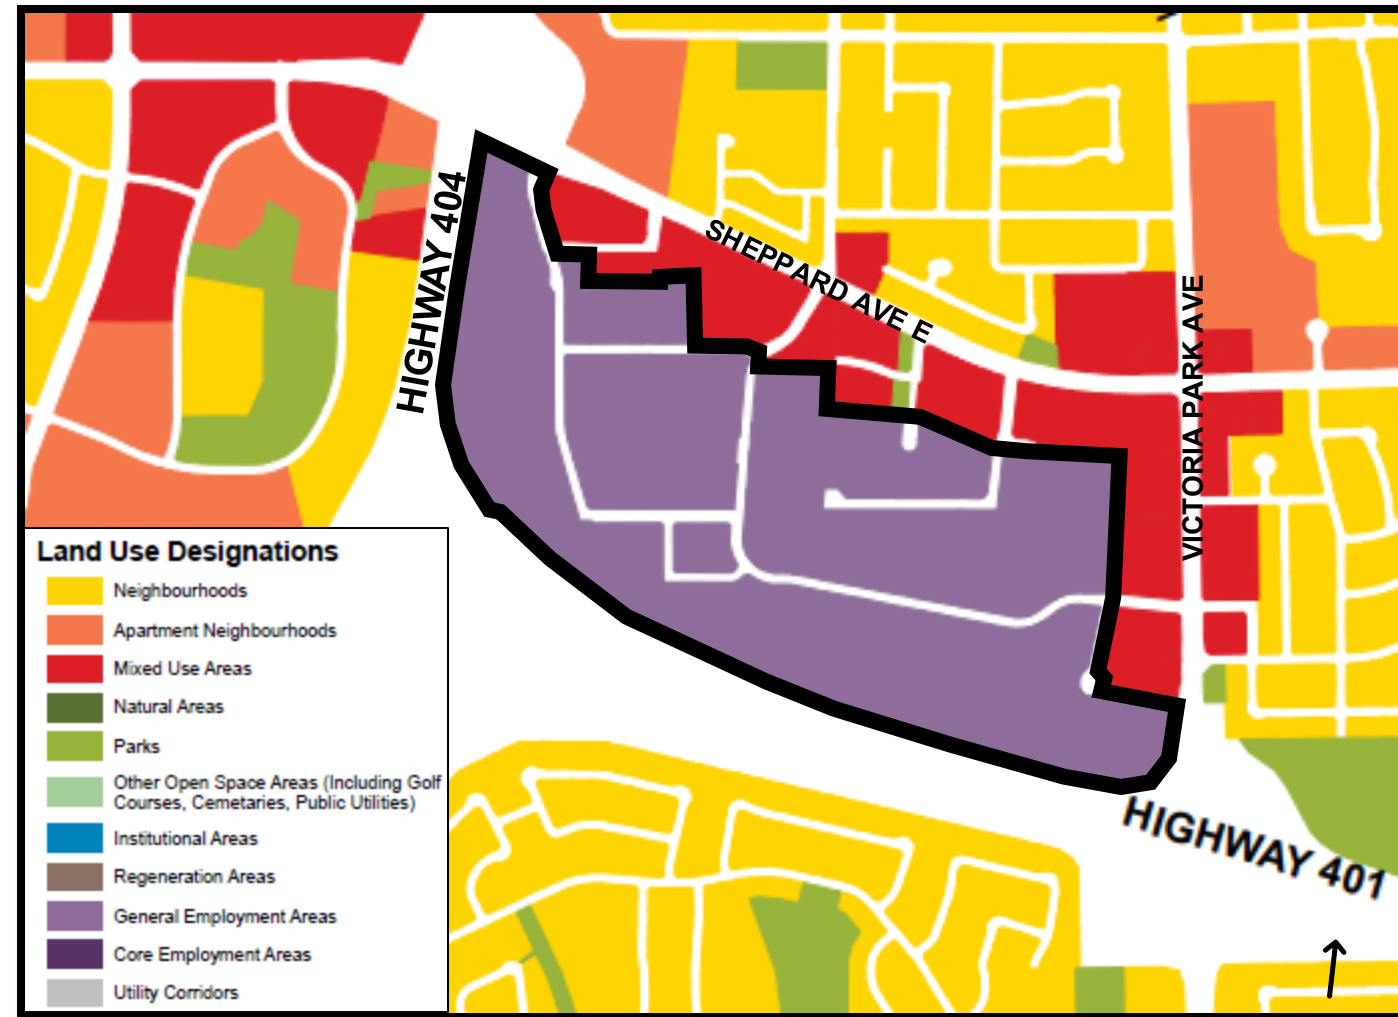 HIGHWAY 404
SHEPPARD AVE E
VICTORIA PARK AVE
HIGHWAY 401
Land Use Designations
Neighbourhoods
Apartment Neighbourhoods
Mixed Use Areas
Natural Areas
Parks
Other Open Space Areas (Including Golf
Courses, Cemetaries, Public Utilities)
Institutional Areas
Regeneration Areas
General Employment Areas
Core Employment Areas
Utility Corridors